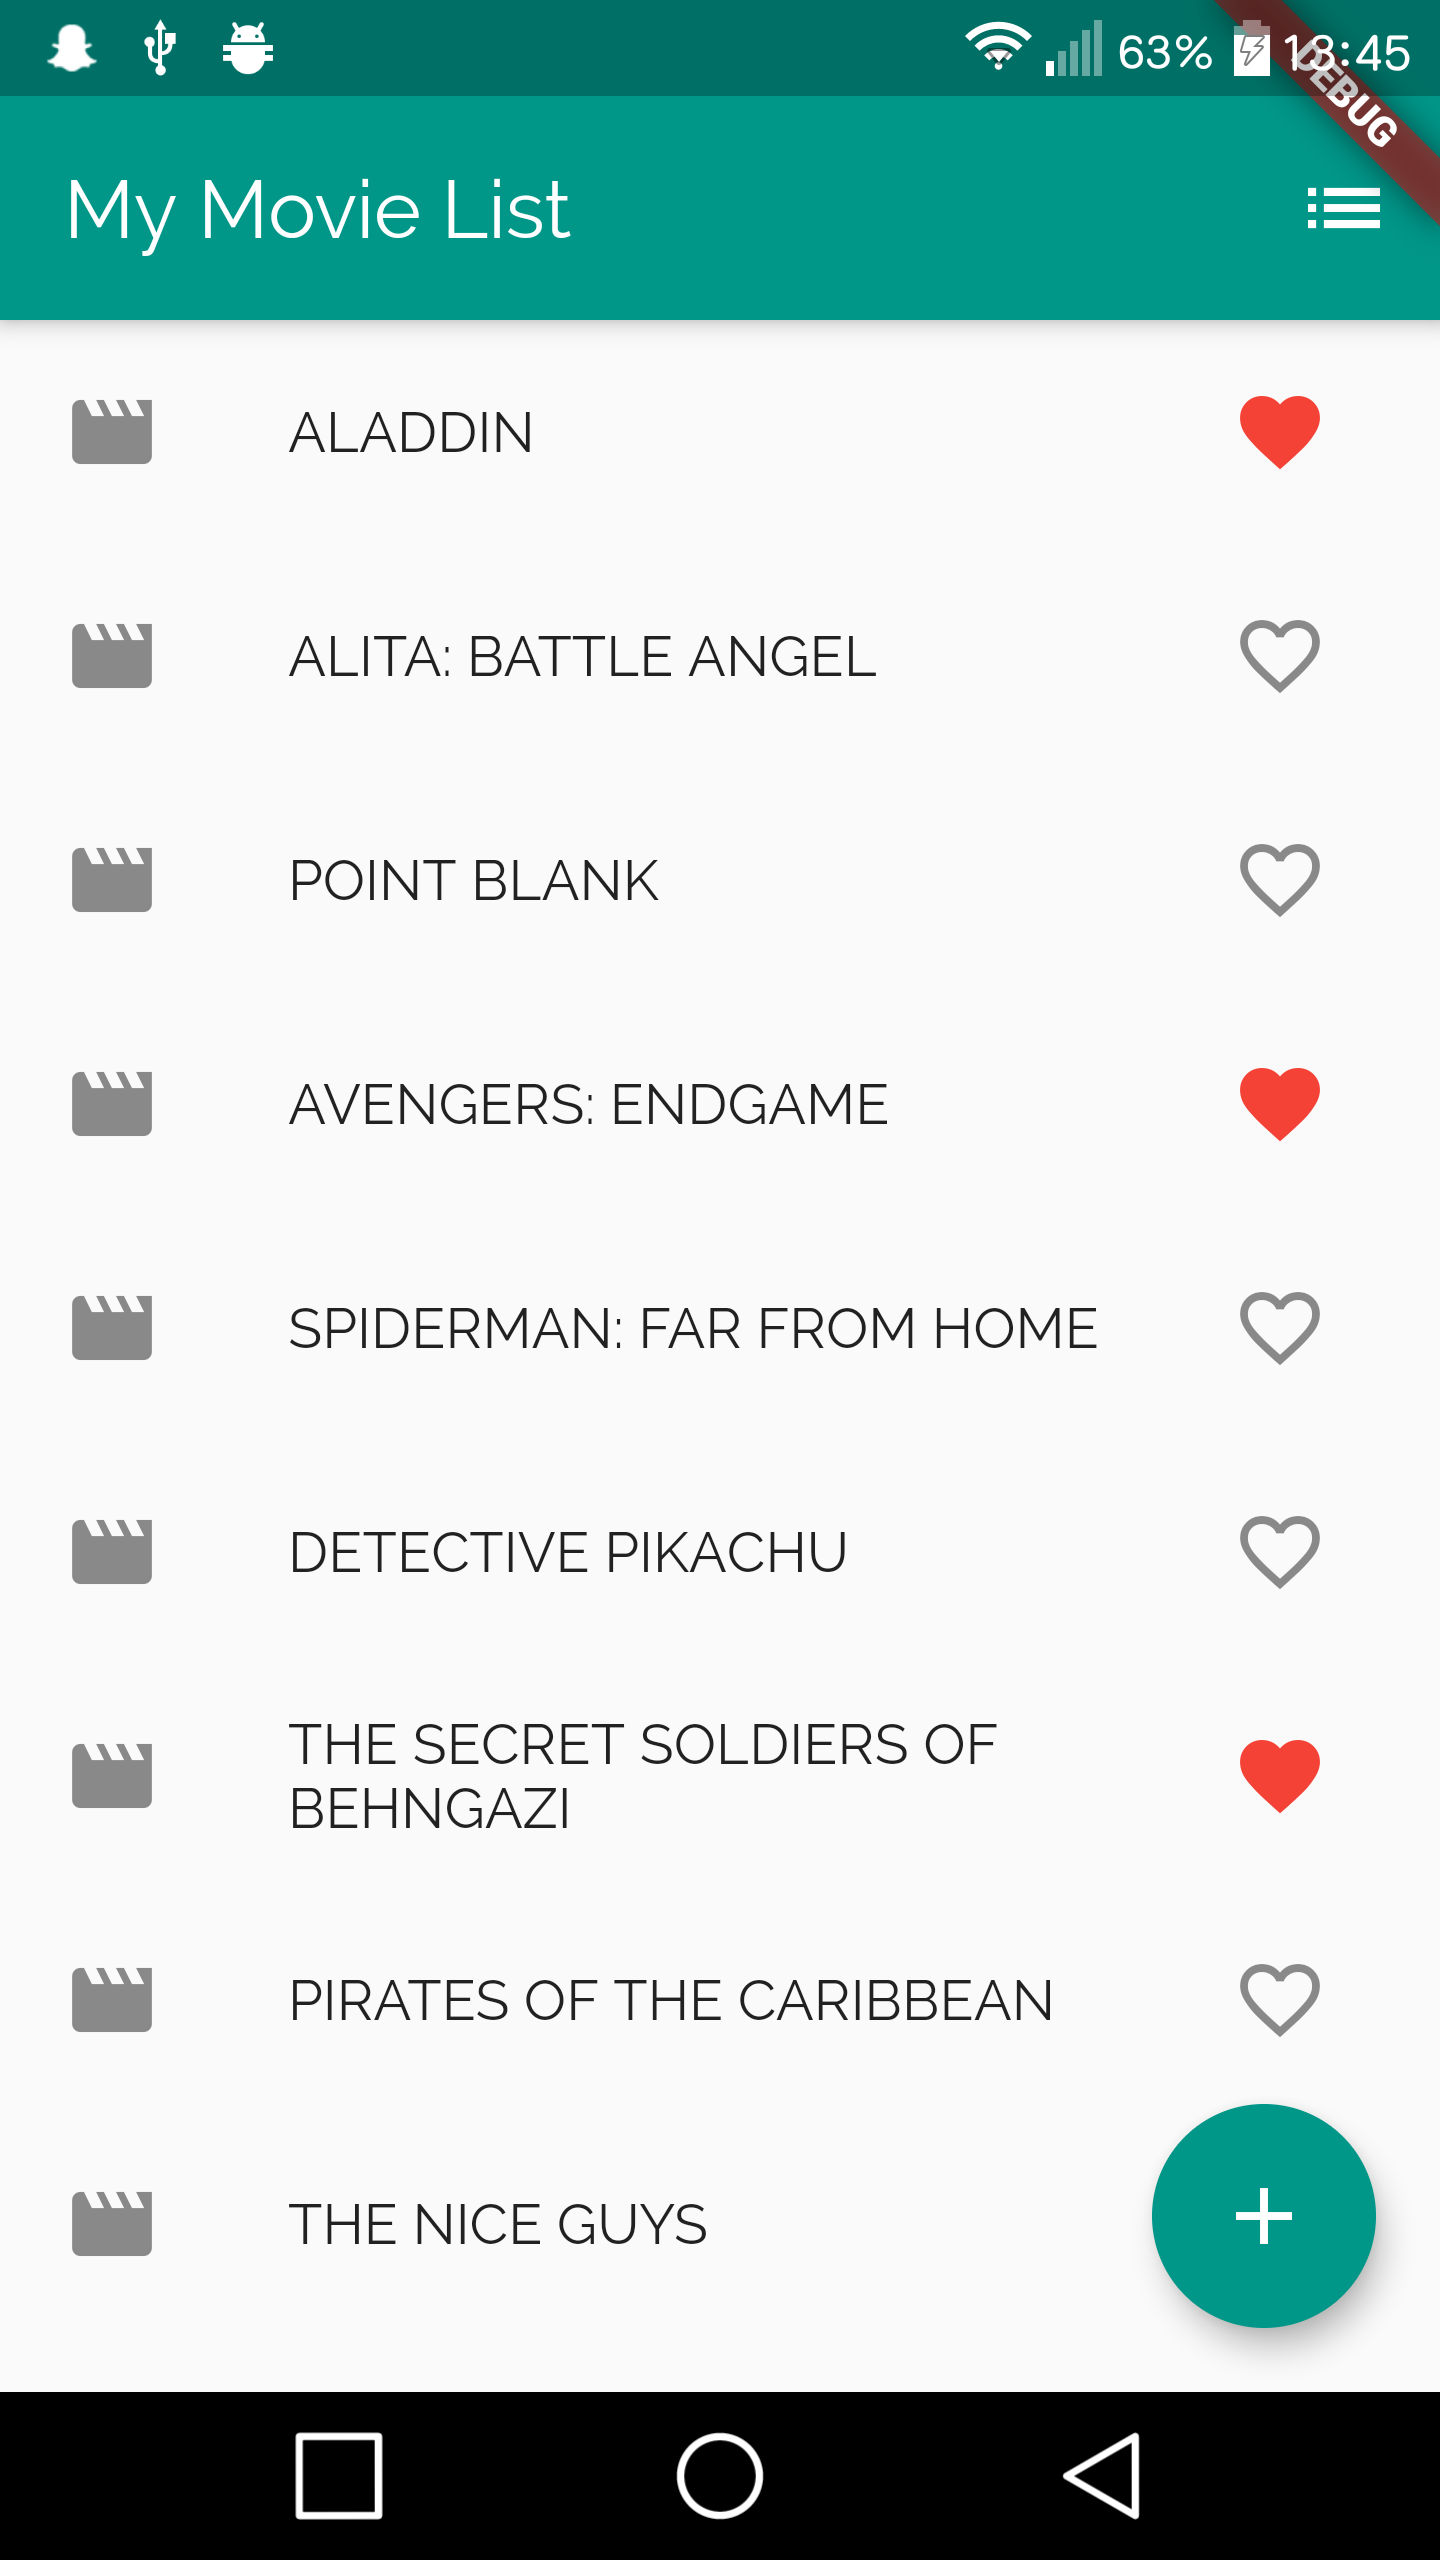 63% 13:45
DEBUG
My Movie List
ALADDIN
ALITA: BATTLE ANGEL
POINT BLANK
AVENGERS: ENDGAME
SPIDERMAN: FAR FROM HOME
DETECTIVE PIKACHU
THE SECRET SOLDIERS OF
BEHNGAZI
PIRATES OF THE CARIBBEAN
THE NICE GUYS